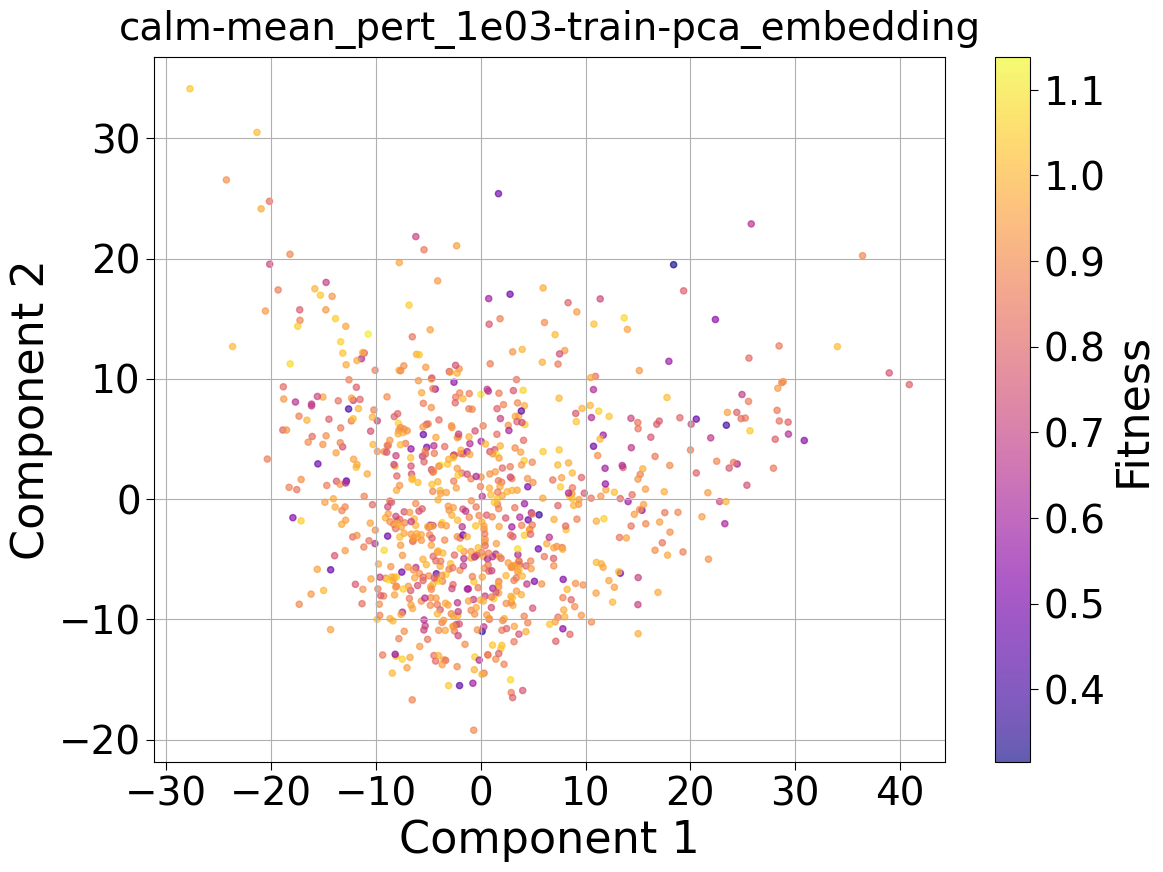 calm-mean_pert_1e03-train-pca_embedding
Component 2
30
20
10
0
−10
−20
−30 −20 −10 0 10 20 30 40
Component 1
1.1
1.0
0.9
0.8
0.7
0.6
0.5
0.4
Fitness